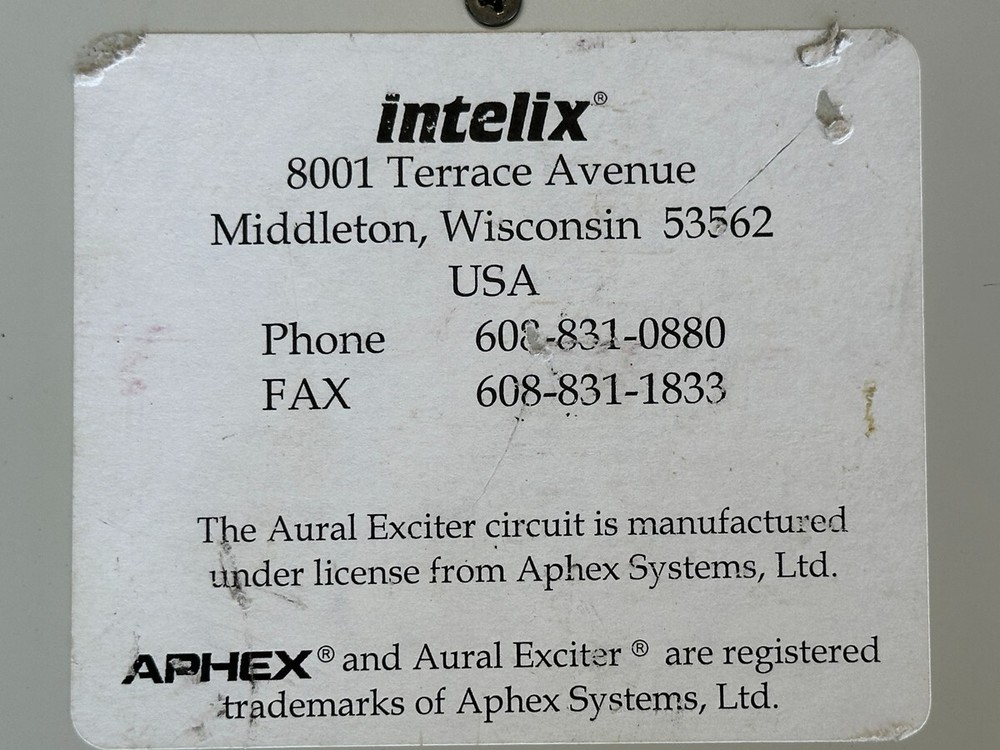 intelix®
8001 Terrace Avenue
Middleton, Wisconsin 53562
USA
Phone 608-831-0880
FAX 608-831-1833
The Aural Exciter circuit is manufactured
under license from Aphex Systems, Ltd.
APHEX® and Aural Exciter ® are registered
trademarks of Aphex Systems, Ltd.